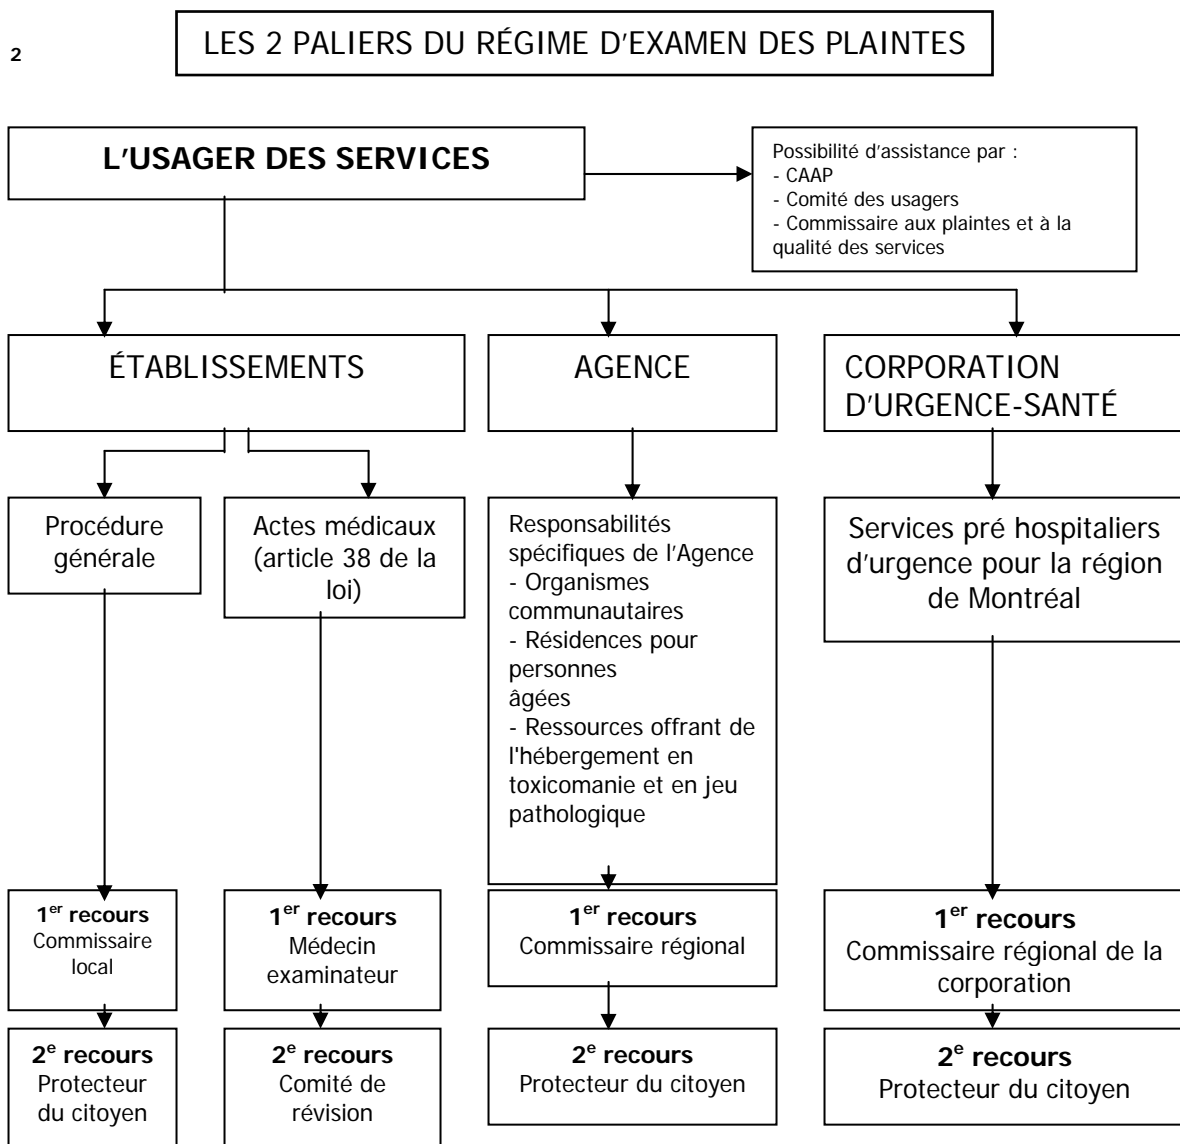 2
LES 2 PALIERS DU RÉGIME D'EXAMEN DES PLAINTES
L'USAGER DES SERVICES
Possibilité d'assistance par :
- CAAP
- Comité des usagers
- Commissaire aux plaintes et à la
qualité des services
ÉTABLISSEMENTS
AGENCE
CORPORATION
D'URGENCE-SANTÉ
Procédure
générale
Actes médicaux
(article 38 de la
loi)
Responsabilités
spécifiques de l'Agence
- Organismes
communautaires
- Résidences pour
personnes
âgées
- Ressources offrant de
l'hébergement en
toxicomanie et en jeu
pathologique
Services pré hospitaliers
d'urgence pour la région
de Montréal
1er recours
Commissaire
local
1er recours
Médecin
examinateur
1er recours
Commissaire régional
1er recours
Commissaire régional de la
corporation
2e recours
Protecteur
du citoyen
2e recours
Comité de
révision
2e recours
Protecteur du citoyen
2e recours
Protecteur du citoyen